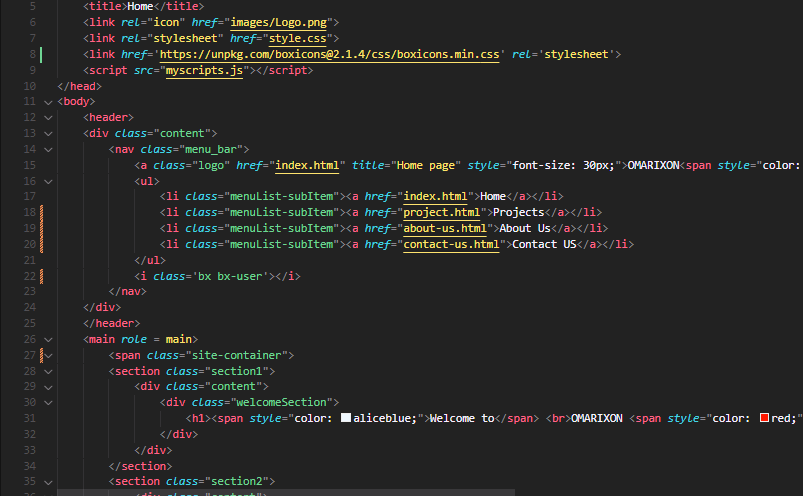 5 <title>Home</title>
6 <link rel="icon" href="images/Logo.png">
7 <link rel="stylesheet" href="style.css">
8 <link href='https://unpkg.com/boxicons@2.1.4/css/boxicons.min.css' rel='stylesheet'>
9 <script src="myscripts.js"></script>
10 </head>
11 <body>
12 <header>
13 <div class="content">
14 <nav class="menu_bar">
15 <a class="logo" href="index.html" title="Home page" style="font-size: 30px;">OMARIXON<span style="color:
16 <ul>
17 <li class="menuList-subItem"><a href="index.html">Home</a></li>
18 <li class="menuList-subItem"><a href="project.html">Projects</a></li>
19 <li class="menuList-subItem"><a href="about-us.html">About Us</a></li>
20 <li class="menuList-subItem"><a href="contact-us.html">Contact US</a></li>
21 </ul>
22 <i class='bx bx-user'></i>
23 </nav>
24 </div>
25 </header>
26 <main role = main>
27 <span class="site-container">
28 <section class="section1">
29 <div class="content">
30 <div class="welcomeSection">
31 <h1><span style="color: aliceblue;">Welcome to</span> <br>OMARIXON <span style="color: red;"
32 </div>
33 </div>
34 </section>
35 <section class="section2">
36 <div class="content">